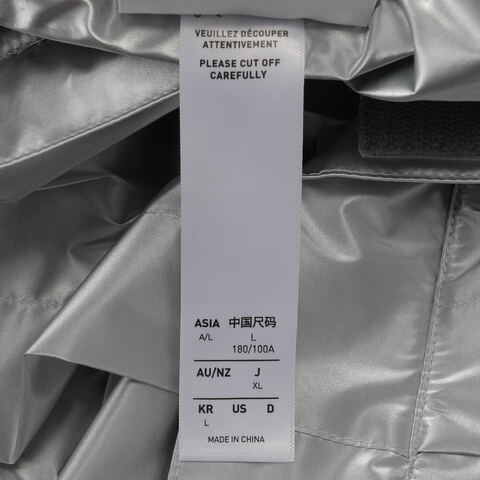 VEUILLEZ DÉCOUPER
ATTENTIVEMENT
PLEASE CUT OFF
CAREFULLY
ASIA 中国尺码
A/L L
180/100A
AU/NZ J
XL
KR US D
L
MADE IN CHINA